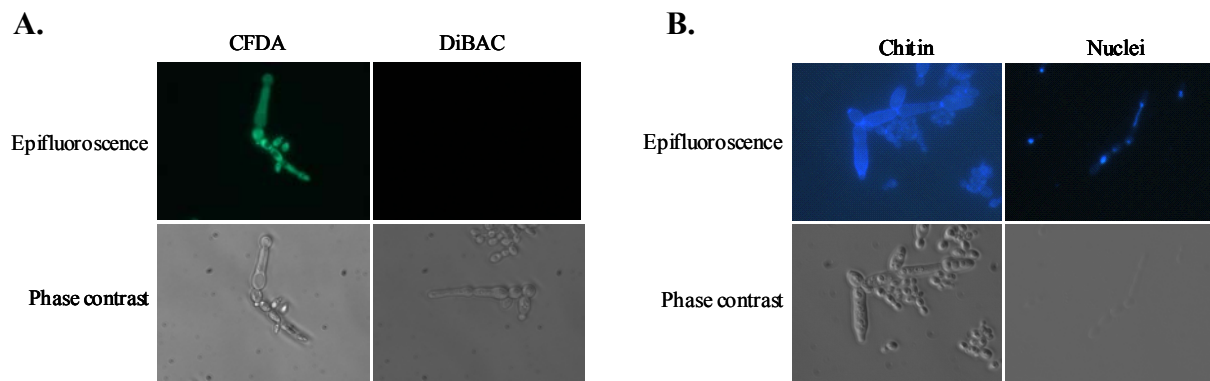 A.
B.
CFDA
DiBAC
Chitin
Nuclei
Epifluoroscence
Epifluoroscence
Phase contrast
Phase contrast